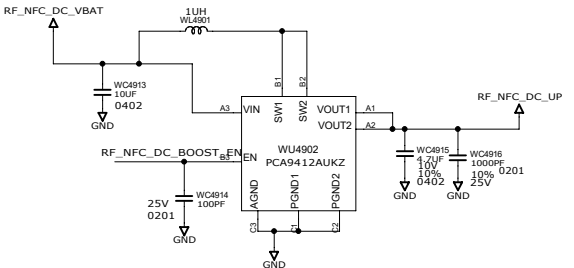 RF_NFC_DC_VBAT
1UH
WL4901
B1
B2
WC4913
10UF
0402
GND
A3
VIN
SW1
SW2
VOUT1
A1
VOUT2
A2
RF_NFC_DC_UP
WU4902
PCA9412AUKZ
RF_NFC_DC_BOOST_EN
B3
EN
WC4915
4.7UF
10V
10%
0402
GND
WC4916
1000PF
0201
10%
25V
GND
WC4914
25V
100PF
0201
GND
AGND
PGND1
PGND2
C3
C1
C2
GND